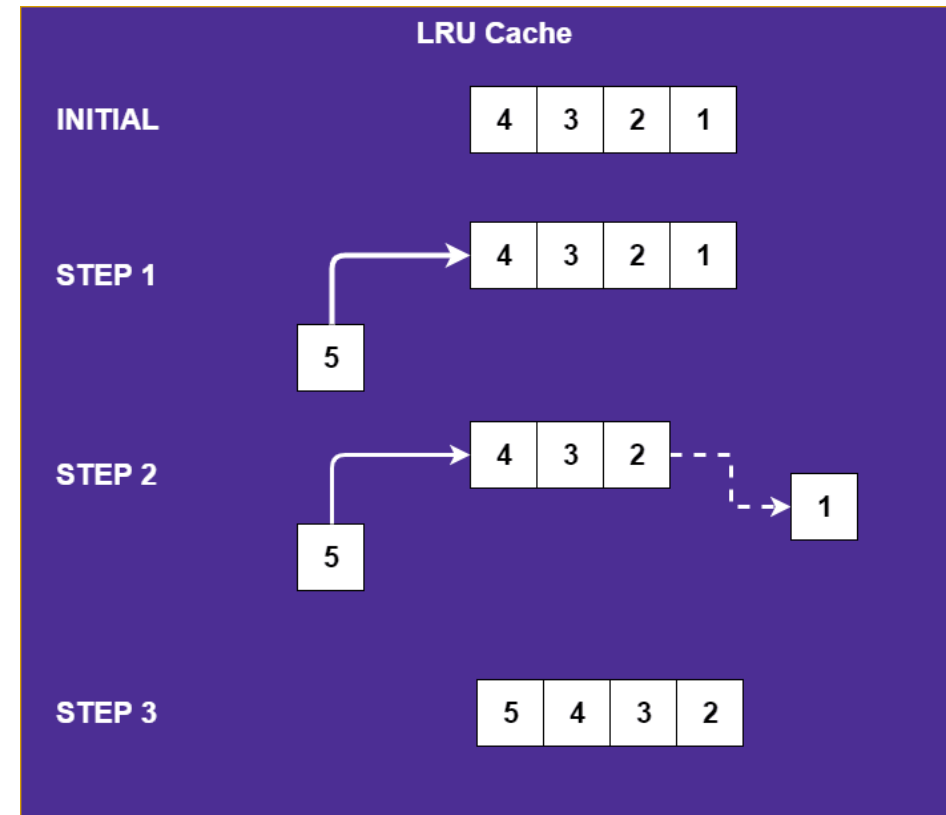 LRU Cache
INITIAL 4 3 2 1
STEP 1 4 3 2 1
5
STEP 2 4 3 2
1
5
STEP 3 5 4 3 2